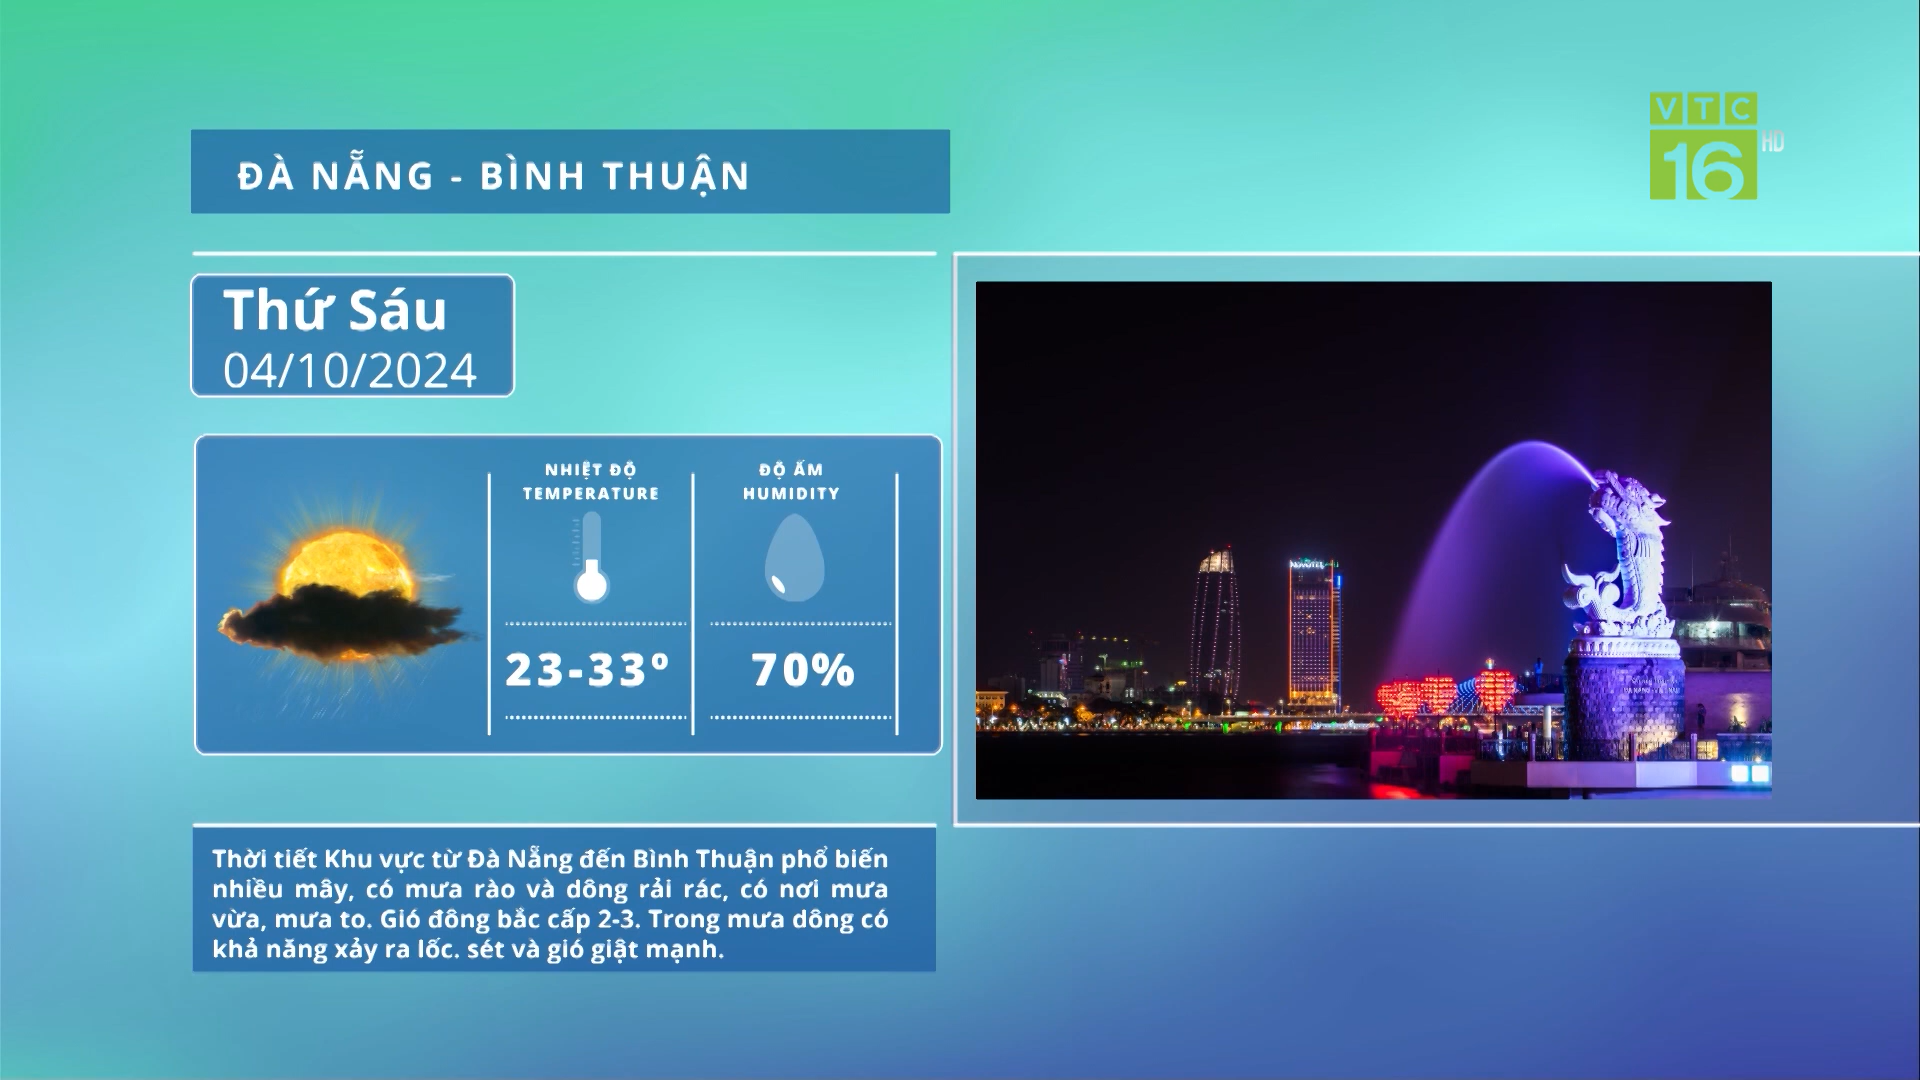 VTC
16 HD
ĐÀ NẴNG - BÌNH THUẬN
Thứ Sáu
04/10/2024
NHIỆT ĐỘ
TEMPERATURE
23-33º
ĐỘ ẨM
HUMIDITY
70%
NOVOTEL
Thời tiết Khu vực từ Đà Nẵng đến Bình Thuận phổ biến
nhiều mây, có mưa rào và dông rải rác, có nơi mưa
vừa, mưa to. Gió đông bắc cấp 2-3. Trong mưa dông có
khả năng xảy ra lốc. sét và gió giật mạnh.